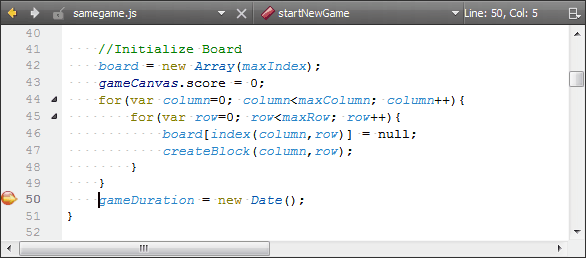 samegame.js startNewGame Line: 50, Col: 5
40
41 //Initialize Board
42 board = new Array(maxIndex);
43 gameCanvas.score = 0;
44 for(var column=0; column<maxColumn; column++){
45 for(var row=0; row<maxRow; row++){
46 board[index(column,row)] = null;
47 createBlock(column,row);
48 }
49 }
50 gameDuration = new Date();
51 }
52